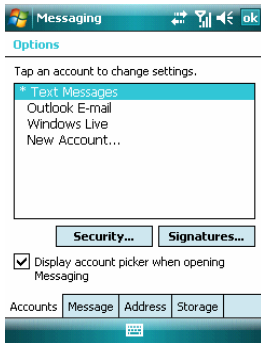 Messaging ok
Options
Tap an account to change settings.
* Text Messages
Outlook E-mail
Windows Live
New Account...
Security... Signatures...
Display account picker when opening
Messaging
Accounts Message Address Storage